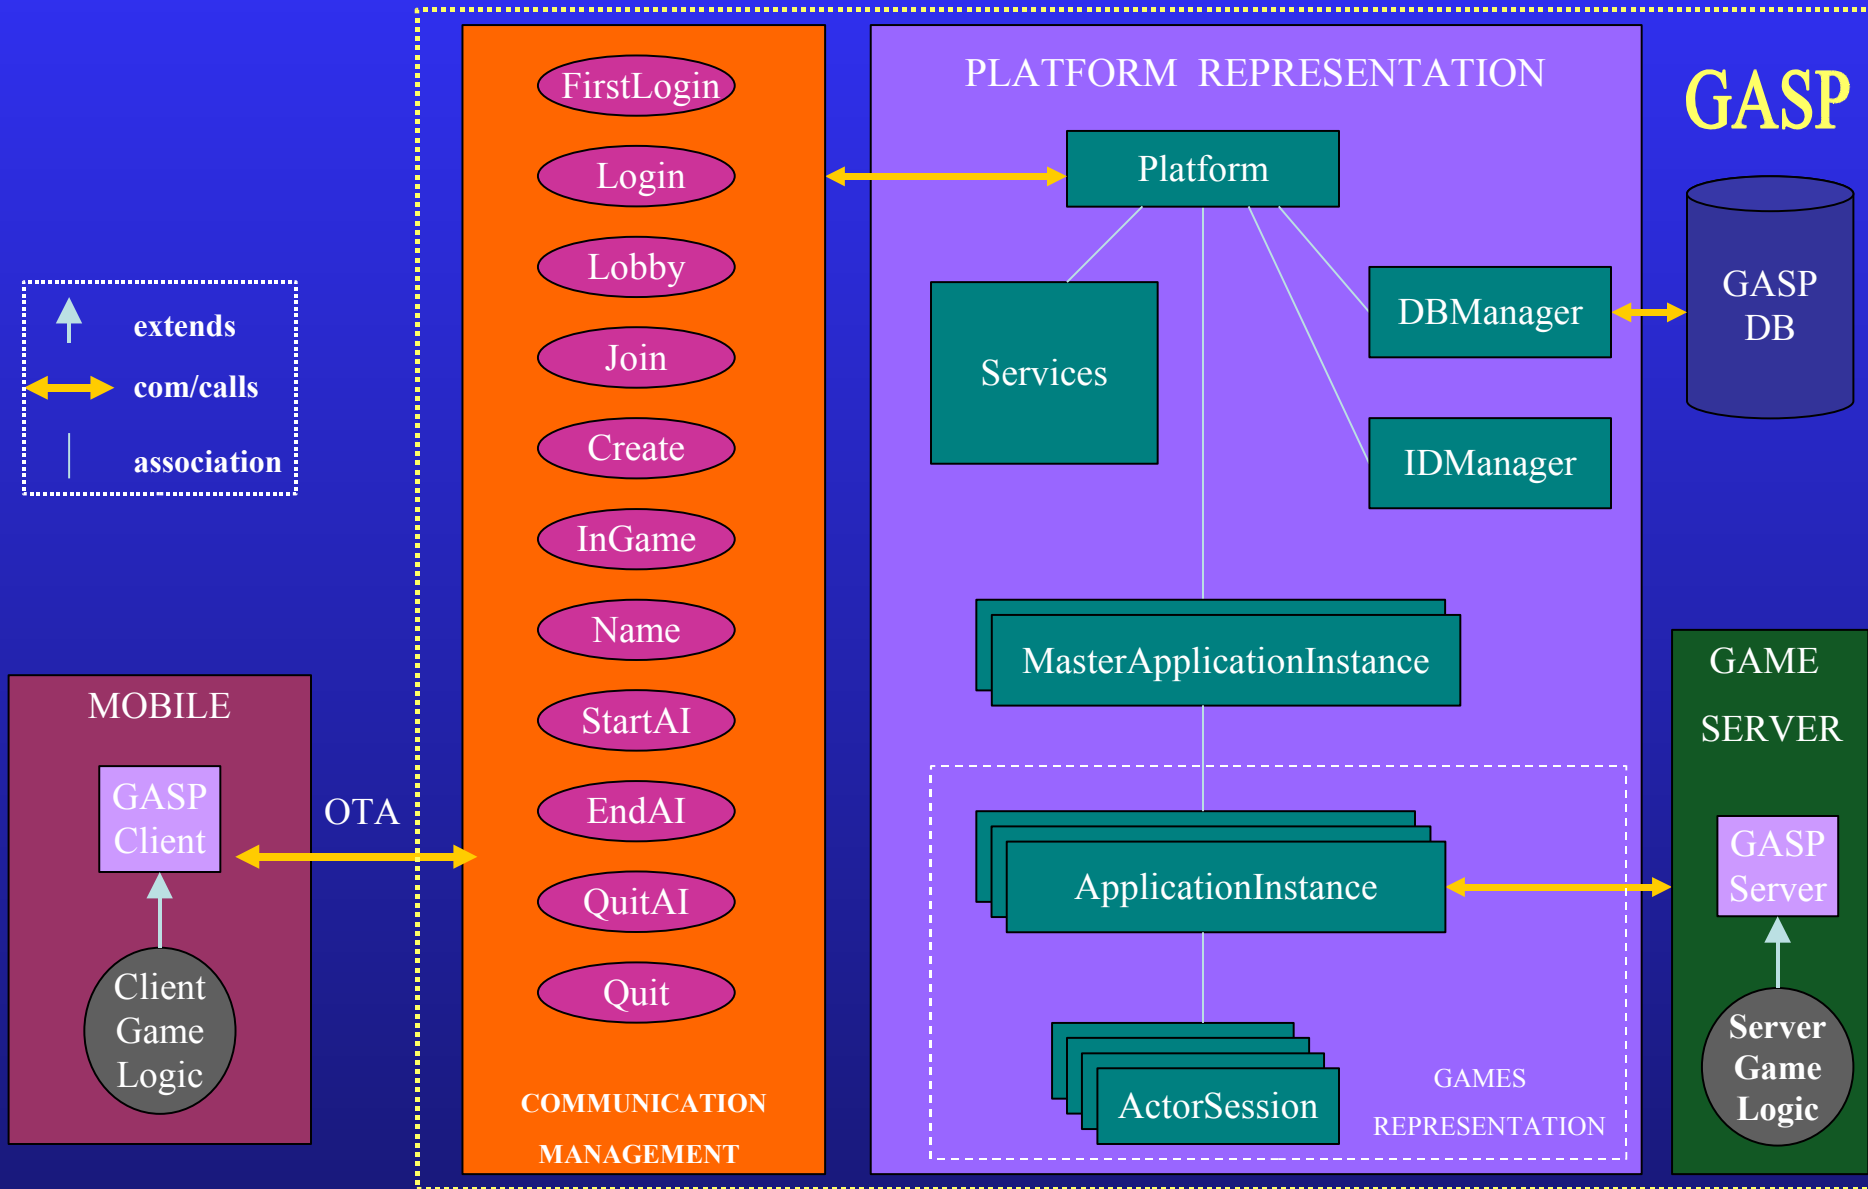 extends
com/calls
association
MOBILE
GASP
Client
Client
Game
Logic
OTA
FirstLogin
Login
Lobby
Join
Create
InGame
Name
StartAI
EndAI
QuitAI
Quit
COMMUNICATION
MANAGEMENT
PLATFORM REPRESENTATION
Platform
Services
DBManager
IDManager
MasterApplicationInstance
ApplicationInstance
ActorSession
GAMES
REPRESENTATION
GASP
GASP
DB
GAME
SERVER
GASP
Server
Server
Game
Logic